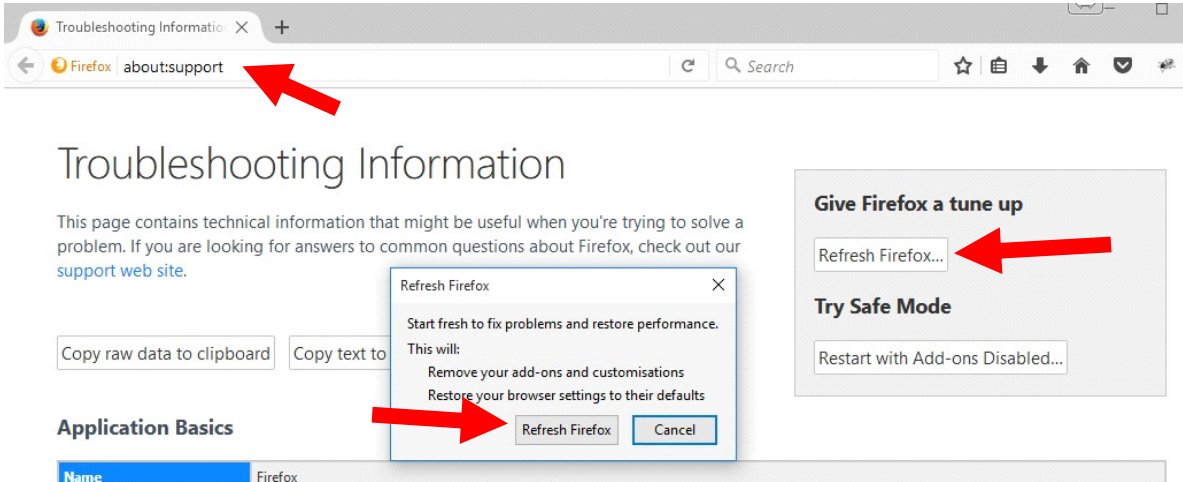 Troubleshooting Informatio
Firefox about:support
Search
Troubleshooting Information
This page contains technical information that might be useful when you're trying to solve a
problem. If you are looking for answers to common questions about Firefox, check out our
support web site.
Copy raw data to clipboard
Copy text to
Application Basics
Name Firefox
Give Firefox a tune up
Refresh Firefox...
Try Safe Mode
Restart with Add-ons Disabled...
Refresh Firefox
Start fresh to fix problems and restore performance.
This will:
Remove your add-ons and customisations
Restore your browser settings to their defaults
Refresh Firefox
Cancel